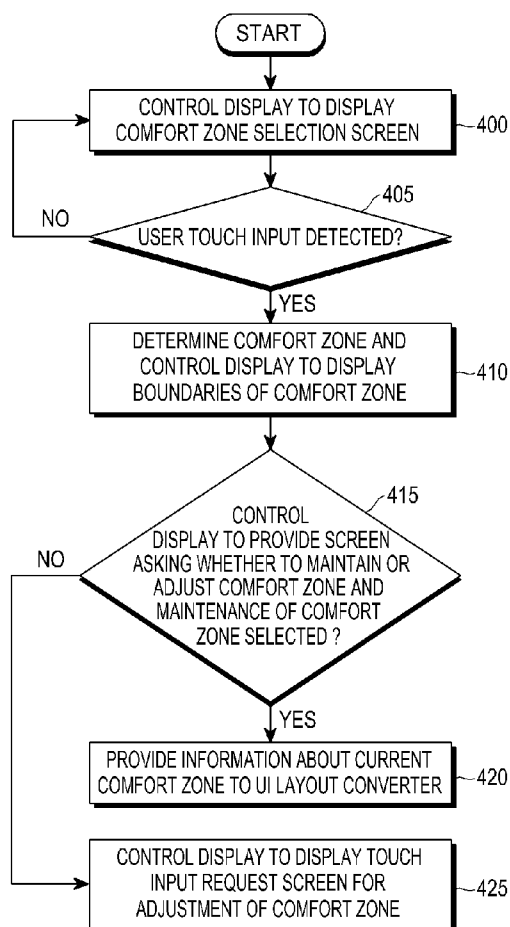 START
CONTROL DISPLAY TO DISPLAY
COMFORT ZONE SELECTION SCREEN
400
405
NO
USER TOUCH INPUT DETECTED?
YES
DETERMINE COMFORT ZONE AND
CONTROL DISPLAY TO DISPLAY
BOUNDARIES OF COMFORT ZONE
410
415
CONTROL
DISPLAY TO PROVIDE SCREEN
ASKING WHETHER TO MAINTAIN OR
ADJUST COMFORT ZONE AND
MAINTENANCE OF COMFORT
ZONE SELECTED ?
NO
YES
PROVIDE INFORMATION ABOUT CURRENT
COMFORT ZONE TO UI LAYOUT CONVERTER
420
CONTROL DISPLAY TO DISPLAY TOUCH
INPUT REQUEST SCREEN FOR
ADJUSTMENT OF COMFORT ZONE
425